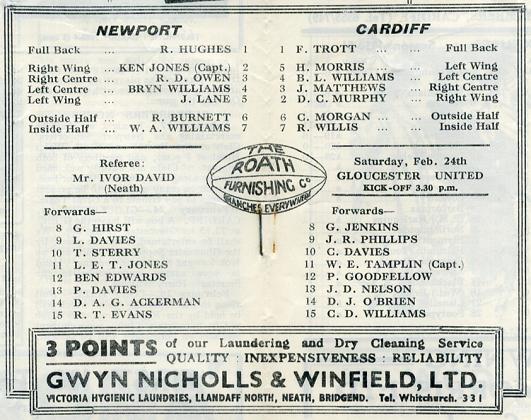 NEWPORT
Full Back ... R. HUGHES 1
Right Wing ... KEN JONES (Capt.) 2
Right Centre ... R. D. OWEN 3
Left Centre ... BRYN WILLIAMS 4
Left Wing ... J. LANE 5
Outside Half ... R. BURNETT 6
Inside Half ... W. A. WILLIAMS 7
CARDIFF
1 F. TROTT ... Full Back
5 H. MORRIS ... Left Wing
4 B. L. WILLIAMS ... Left Centre
3 J. MATTHEWS ... Right Centre
2 D. C. MURPHY ... Right Wing
6 C. MORGAN ... ... Outside Half
7 R. WILLIS ... ... Inside Half
Referee:
Mr. IVOR DAVID
(Neath)
THE
ROATH
FURNISHING Co
BRANCHES EVERYWHERE
Saturday, Feb. 24th
GLOUCESTER UNITED
KICK-OFF 3.30 p.m.
Forwards—
8 G. HIRST
9 L. DAVIES
10 T. STERRY
11 L. E. T. JONES
12 BEN EDWARDS
13 P. DAVIES
14 D. A. G. ACKERMAN
15 R. T. EVANS
Forwards—
8 G. JENKINS
9 J. R. PHILLIPS
10 C. DAVIES
11 W. E. TAMPLIN (Capt.)
12 P. GOODFELLOW
13 J. D. NELSON
14 D. J. O'BRIEN
15 C. D. WILLIAMS
3 POINTS of our Laundering and Dry Cleaning Service
QUALITY : INEXPENSIVENESS : RELIABILITY
GWYN NICHOLLS & WINFIELD, LTD.
VICTORIA HYGIENIC LAUNDRIES, LLANDAFF NORTH, NEATH, BRIDGEND. Tel. Whitchurch. 331